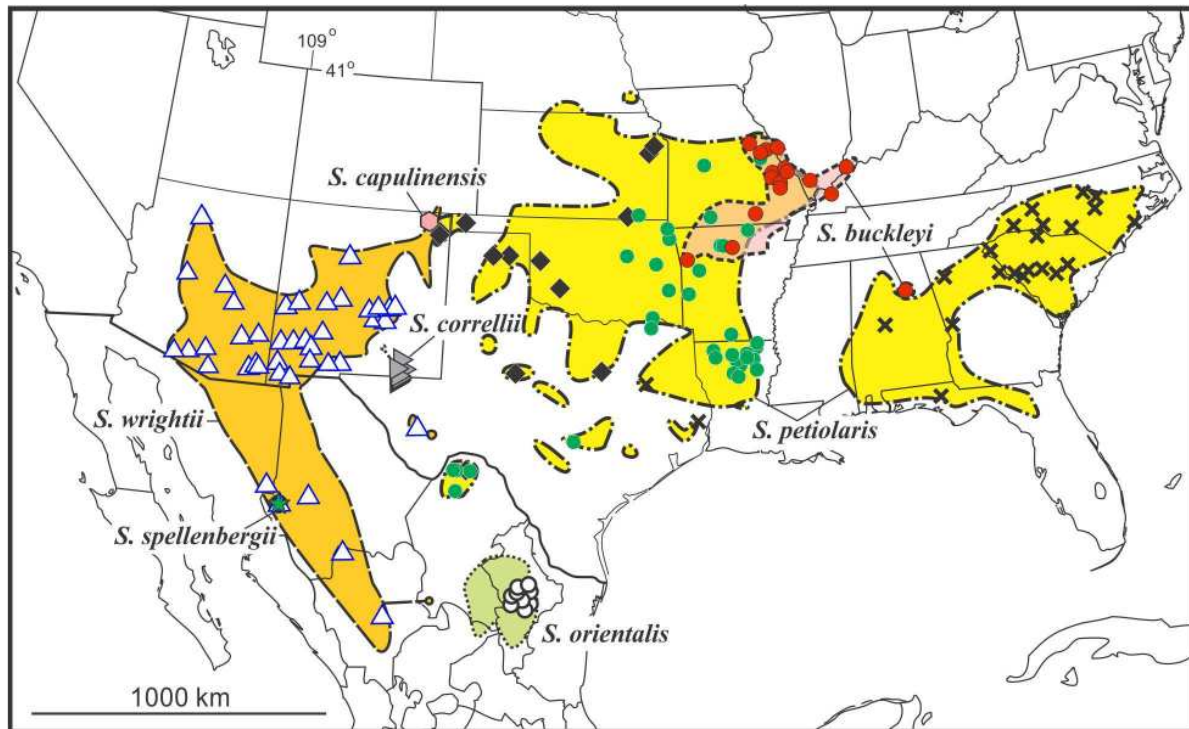 109°
41°
S. capulinensis
S. buckleyi
S. correllii
S. wrightii
S. petiolaris
S. spellenbergii
S. orientalis
1000 km